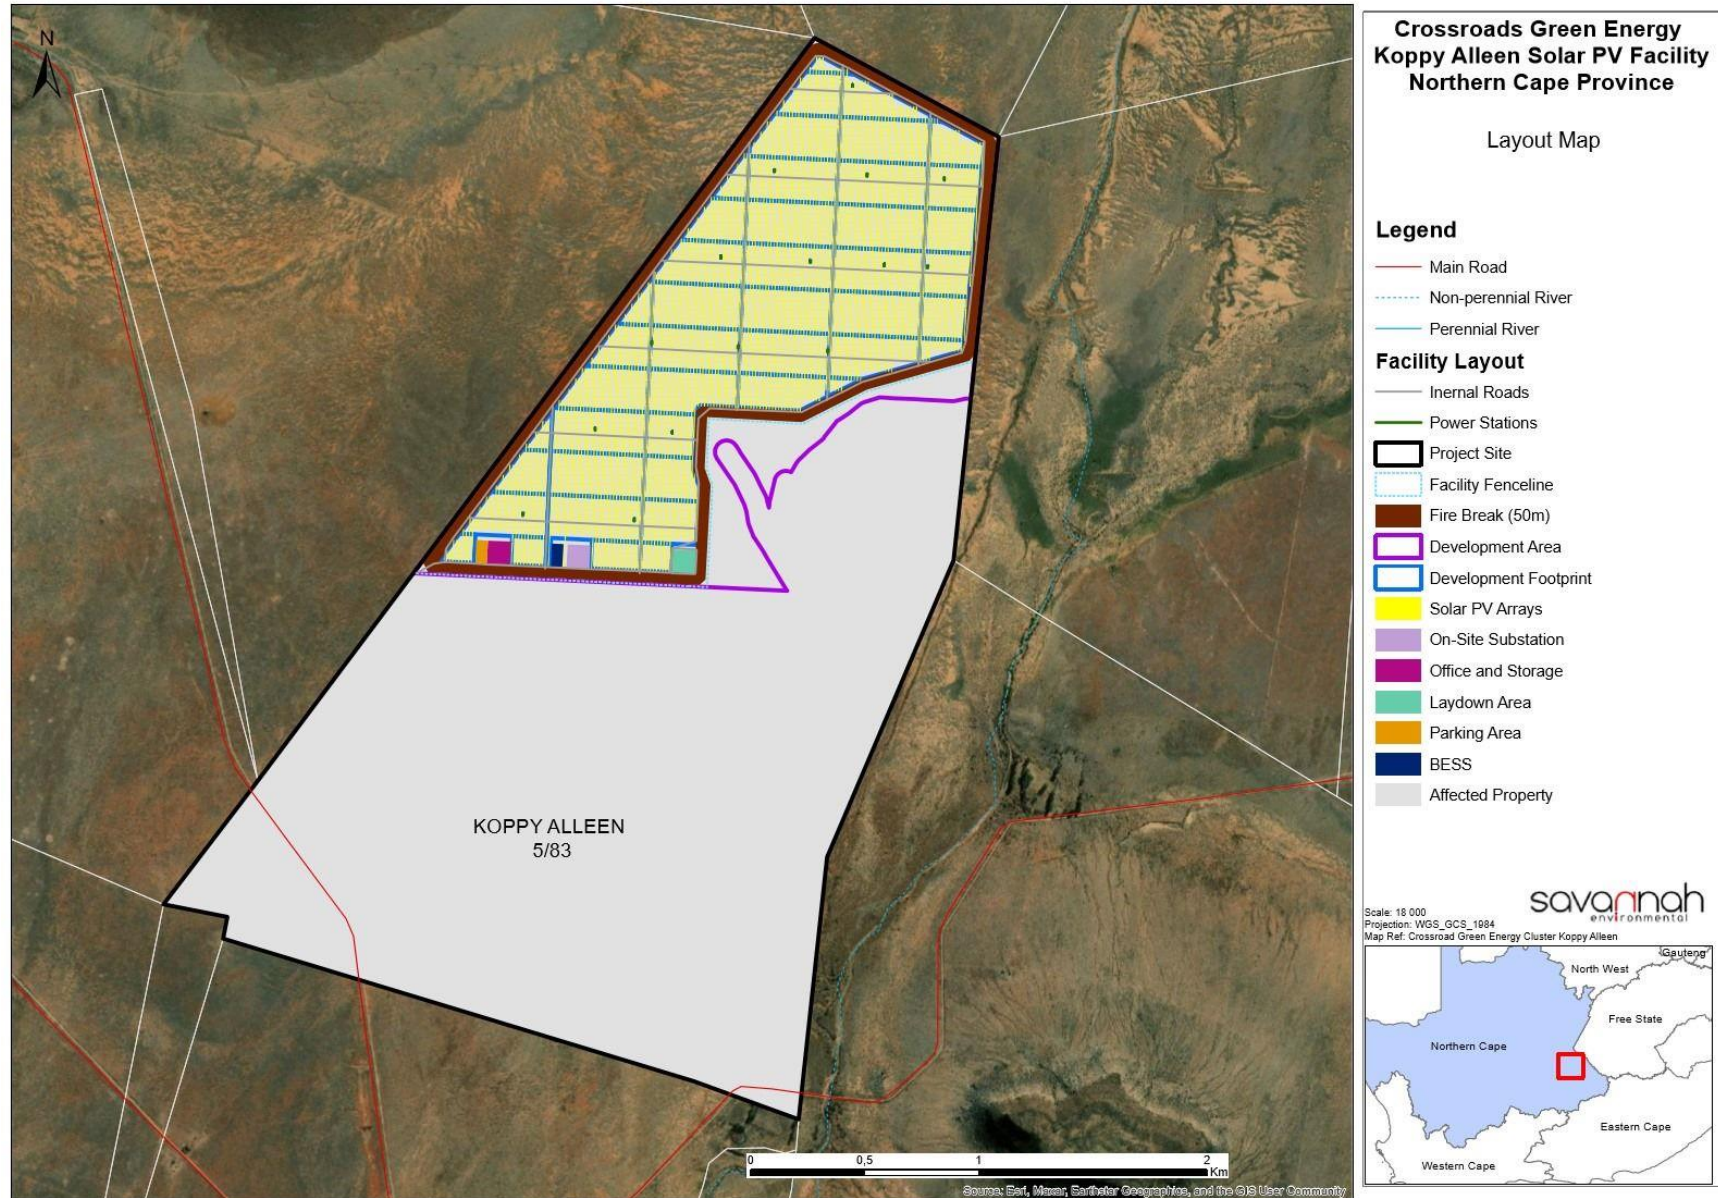 N
KOPPY ALLEEN
5/83
0
0,5
1
2
Km
Source: Esri, Maxar, Earthstar Geographics, and the GIS User Community
Crossroads Green Energy
Koppy Alleen Solar PV Facility
Northern Cape Province
Layout Map
Legend
Main Road
Non-perennial River
Perennial River
Facility Layout
Inernal Roads
Power Stations
Project Site
Facility Fenceline
Fire Break (50m)
Development Area
Development Footprint
Solar PV Arrays
On-Site Substation
Office and Storage
Laydown Area
Parking Area
BESS
Affected Property
savannah
environmental
Scale: 18 000
Projection: WGS_GCS_1984
Map Ref: Crossroad Green Energy Cluster Koppy Alleen
Gauteng
North West
Free State
Northern Cape
Eastern Cape
Western Cape